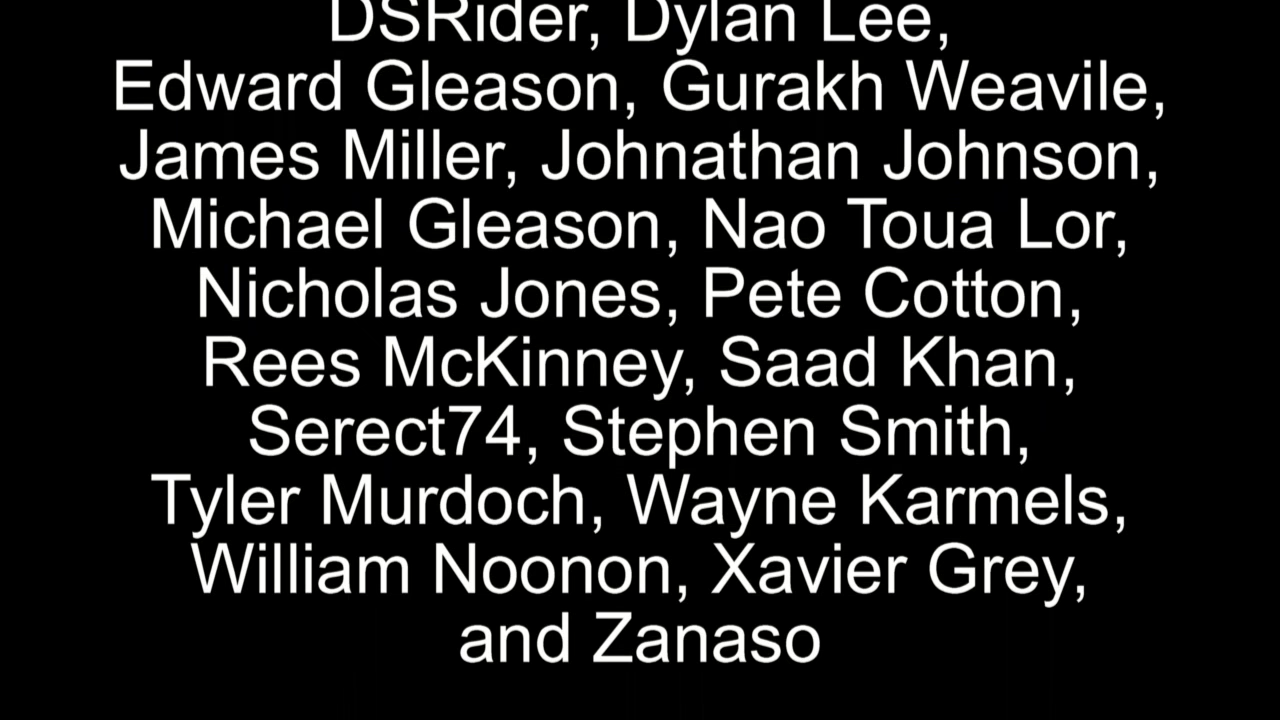 DSRider, Dylan Lee,
Edward Gleason, Gurakh Weavile,
James Miller, Johnathan Johnson,
Michael Gleason, Nao Toua Lor,
Nicholas Jones, Pete Cotton,
Rees McKinney, Saad Khan,
Serect74, Stephen Smith,
Tyler Murdoch, Wayne Karmels,
William Noonon, Xavier Grey,
and Zanaso